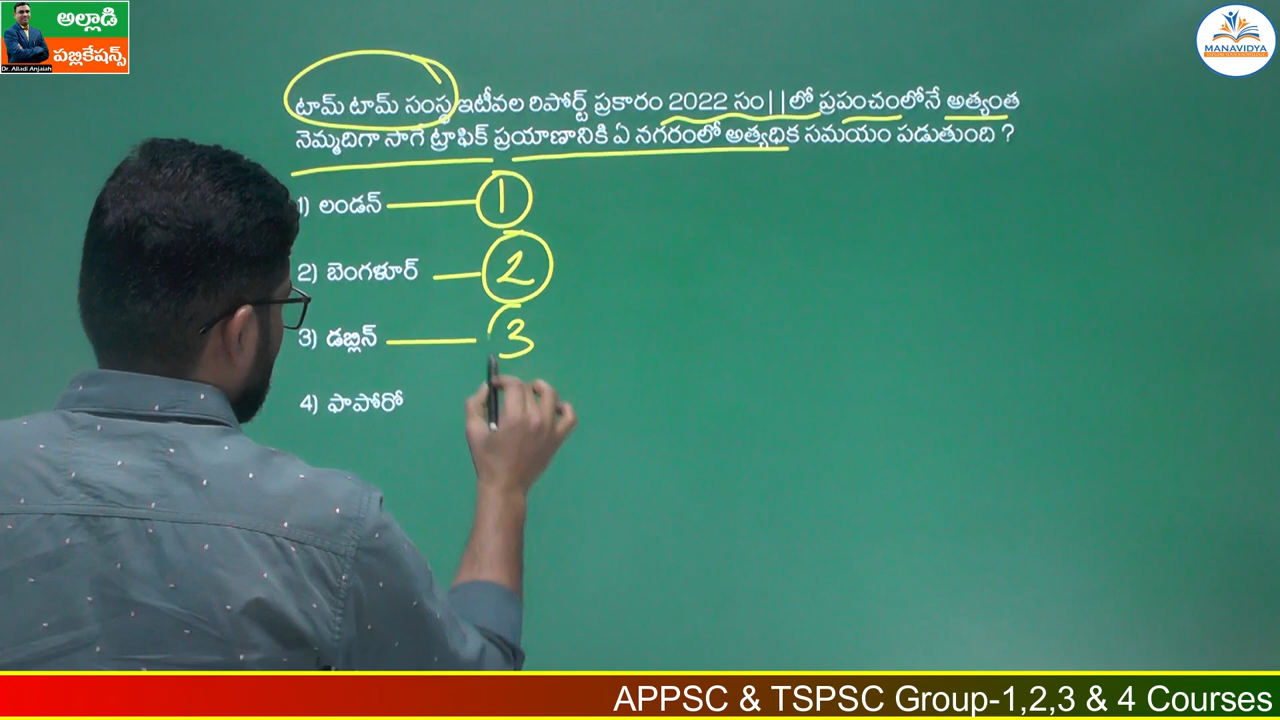 అల్లాడి
పబ్లికేషన్స్
Dr. Alladi Anjaiah
MANAVIDYA
టామ్ టామ్ సంస్థ ఇటీవల రిపోర్ట్ ప్రకారం 2022 సం||లో ప్రపంచంలోనే అత్యంత
నెమ్మదిగా సాగే ట్రాఫిక్ ప్రయాణానికి ఏ నగరంలో అత్యధిక సమయం పడుతుంది ?
1) లండన్ 1
2) బెంగళూర్ 2
3) డబ్లిన్ 3
4) ఫాపోరో
APPSC & TSPSC Group-1,2,3 & 4 Courses